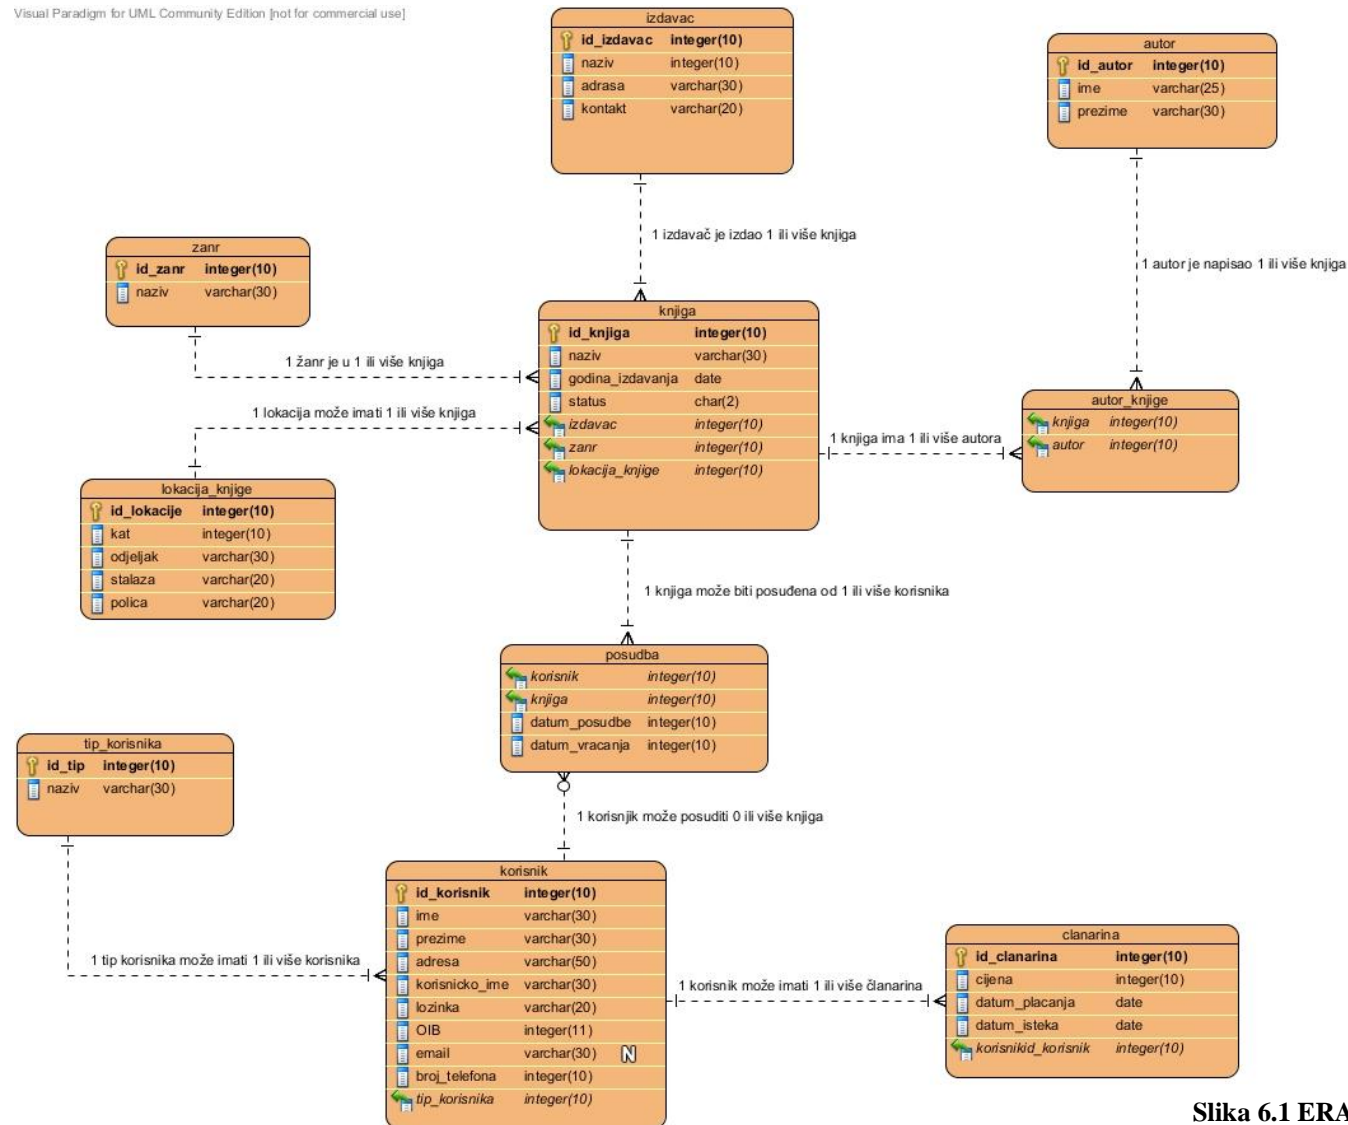 Visual Paradigm for UML Community Edition [not for commercial use]
izdavac
id_izdavac integer(10)
naziv integer(10)
adrasa varchar(30)
kontakt varchar(20)
autor
id_autor integer(10)
ime varchar(25)
prezime varchar(30)
1 izdavač je izdao 1 ili više knjiga
1 autor je napisao 1 ili više knjiga
zanr
id_zanr integer(10)
naziv varchar(30)
1 žanr je u 1 ili više knjiga
knjiga
id_knjiga integer(10)
naziv varchar(30)
godina_izdavanja date
status char(2)
izdavac integer(10)
zanr integer(10)
lokacija_knjige integer(10)
1 lokacija može imati 1 ili više knjiga
1 knjiga ima 1 ili više autora
autor_knjige
knjiga integer(10)
autor integer(10)
lokacija_knjige
id_lokacije integer(10)
kat integer(10)
odjeljak varchar(30)
stalaza varchar(20)
polica varchar(20)
1 knjiga može biti posuđena od 1 ili više korisnika
posudba
korisnik integer(10)
knjiga integer(10)
datum_posudbe integer(10)
datum_vracanja integer(10)
tip_korisnika
id_tip integer(10)
naziv varchar(30)
1 korisnjik može posuditi 0 ili više knjiga
1 tip korisnika može imati 1 ili više korisnika
korisnik
id_korisnik integer(10)
ime varchar(30)
prezime varchar(30)
adresa varchar(50)
korisnicko_ime varchar(30)
lozinka varchar(20)
OIB integer(11)
email varchar(30) N
broj_telefona integer(10)
tip_korisnika integer(10)
1 korisnik može imati 1 ili više članarina
clanarina
id_clanarina integer(10)
cijena integer(10)
datum_placanja date
datum_isteka date
korisnikid_korisnik integer(10)
Slika 6.1 ERA